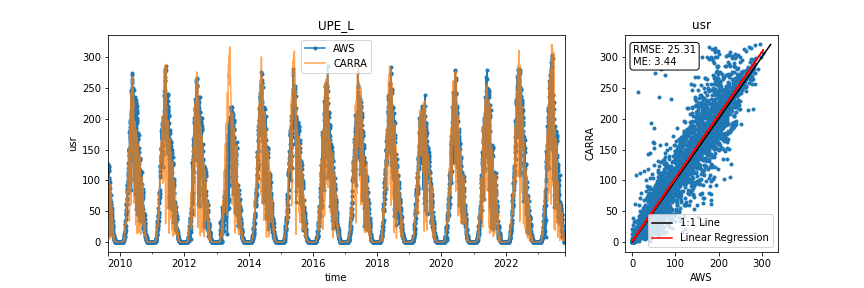 UPE_L
usr
AWS
CARRA
usr
0
50
100
150
200
250
300
2010
2012
2014
2016
2018
2020
2022
time
RMSE: 25.31
ME: 3.44
CARRA
0
50
100
150
200
250
300
1:1 Line
Linear Regression
0
100
200
300
AWS